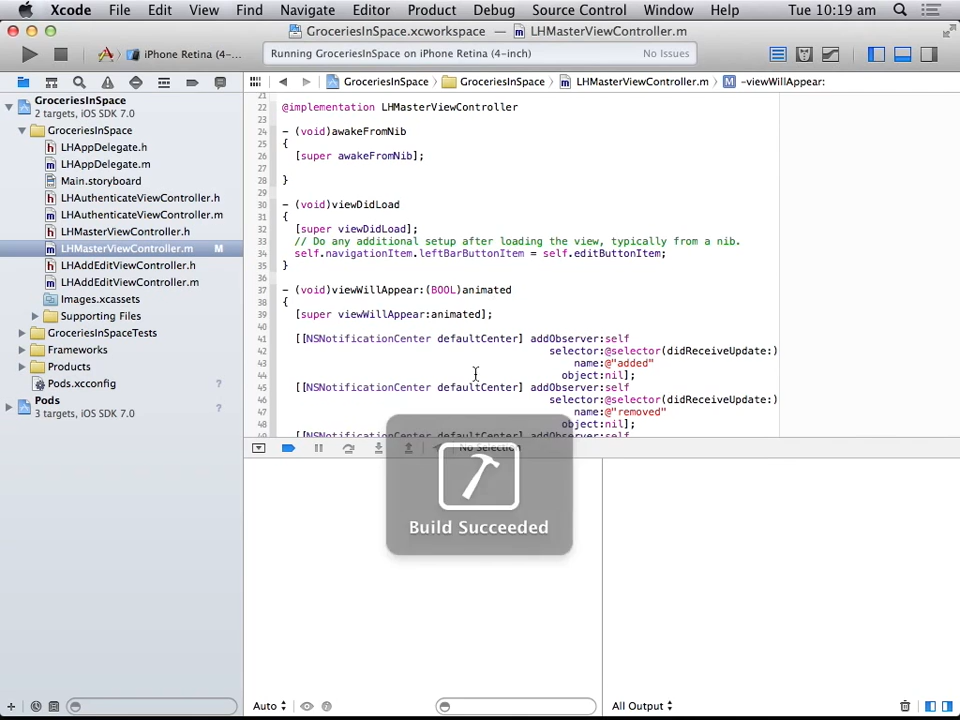 Xcode File Edit View Find Navigate Editor Product Debug Source Control Window Help Tue 10:19 am
GroceriesInSpace.xcworkspace — LHMasterViewController.m
iPhone Retina (4-... Running GroceriesInSpace on iPhone Retina (4-inch) No Issues
GroceriesInSpace GroceriesInSpace LHMasterViewController.m M -viewWillAppear:
GroceriesInSpace
2 targets, iOS SDK 7.0
GroceriesInSpace
h LHAppDelegate.h
m LHAppDelegate.m
Main.storyboard
h LHAuthenticateViewController.h
m LHAuthenticateViewController.m
h LHMasterViewController.h
m LHMasterViewController.m M
h LHAddEditViewController.h
m LHAddEditViewController.m
Images.xcassets
Supporting Files
GroceriesInSpaceTests
Frameworks
Products
Pods.xcconfig ?
Pods ?
3 targets, iOS SDK 7.0
21
22 @implementation LHMasterViewController
23
24 - (void)awakeFromNib
25 {
26 [super awakeFromNib];
27
28 }
29
30 - (void)viewDidLoad
31 {
32 [super viewDidLoad];
33 // Do any additional setup after loading the view, typically from a nib.
34 self.navigationItem.leftBarButtonItem = self.editButtonItem;
35 }
36
37 - (void)viewWillAppear:(BOOL)animated
38 {
39 [super viewWillAppear:animated];
40
41 [[NSNotificationCenter defaultCenter] addObserver:self
42 selector:@selector(didReceiveUpdate:)
43 name:@"added"
44 object:nil];
45 [[NSNotificationCenter defaultCenter] addObserver:self
46 selector:@selector(didReceiveUpdate:)
47 name:@"removed"
48 object:nil];
49 [[NSNotificationCenter defaultCenter] addObserver:self
No Selection
Build Succeeded
Auto
All Output